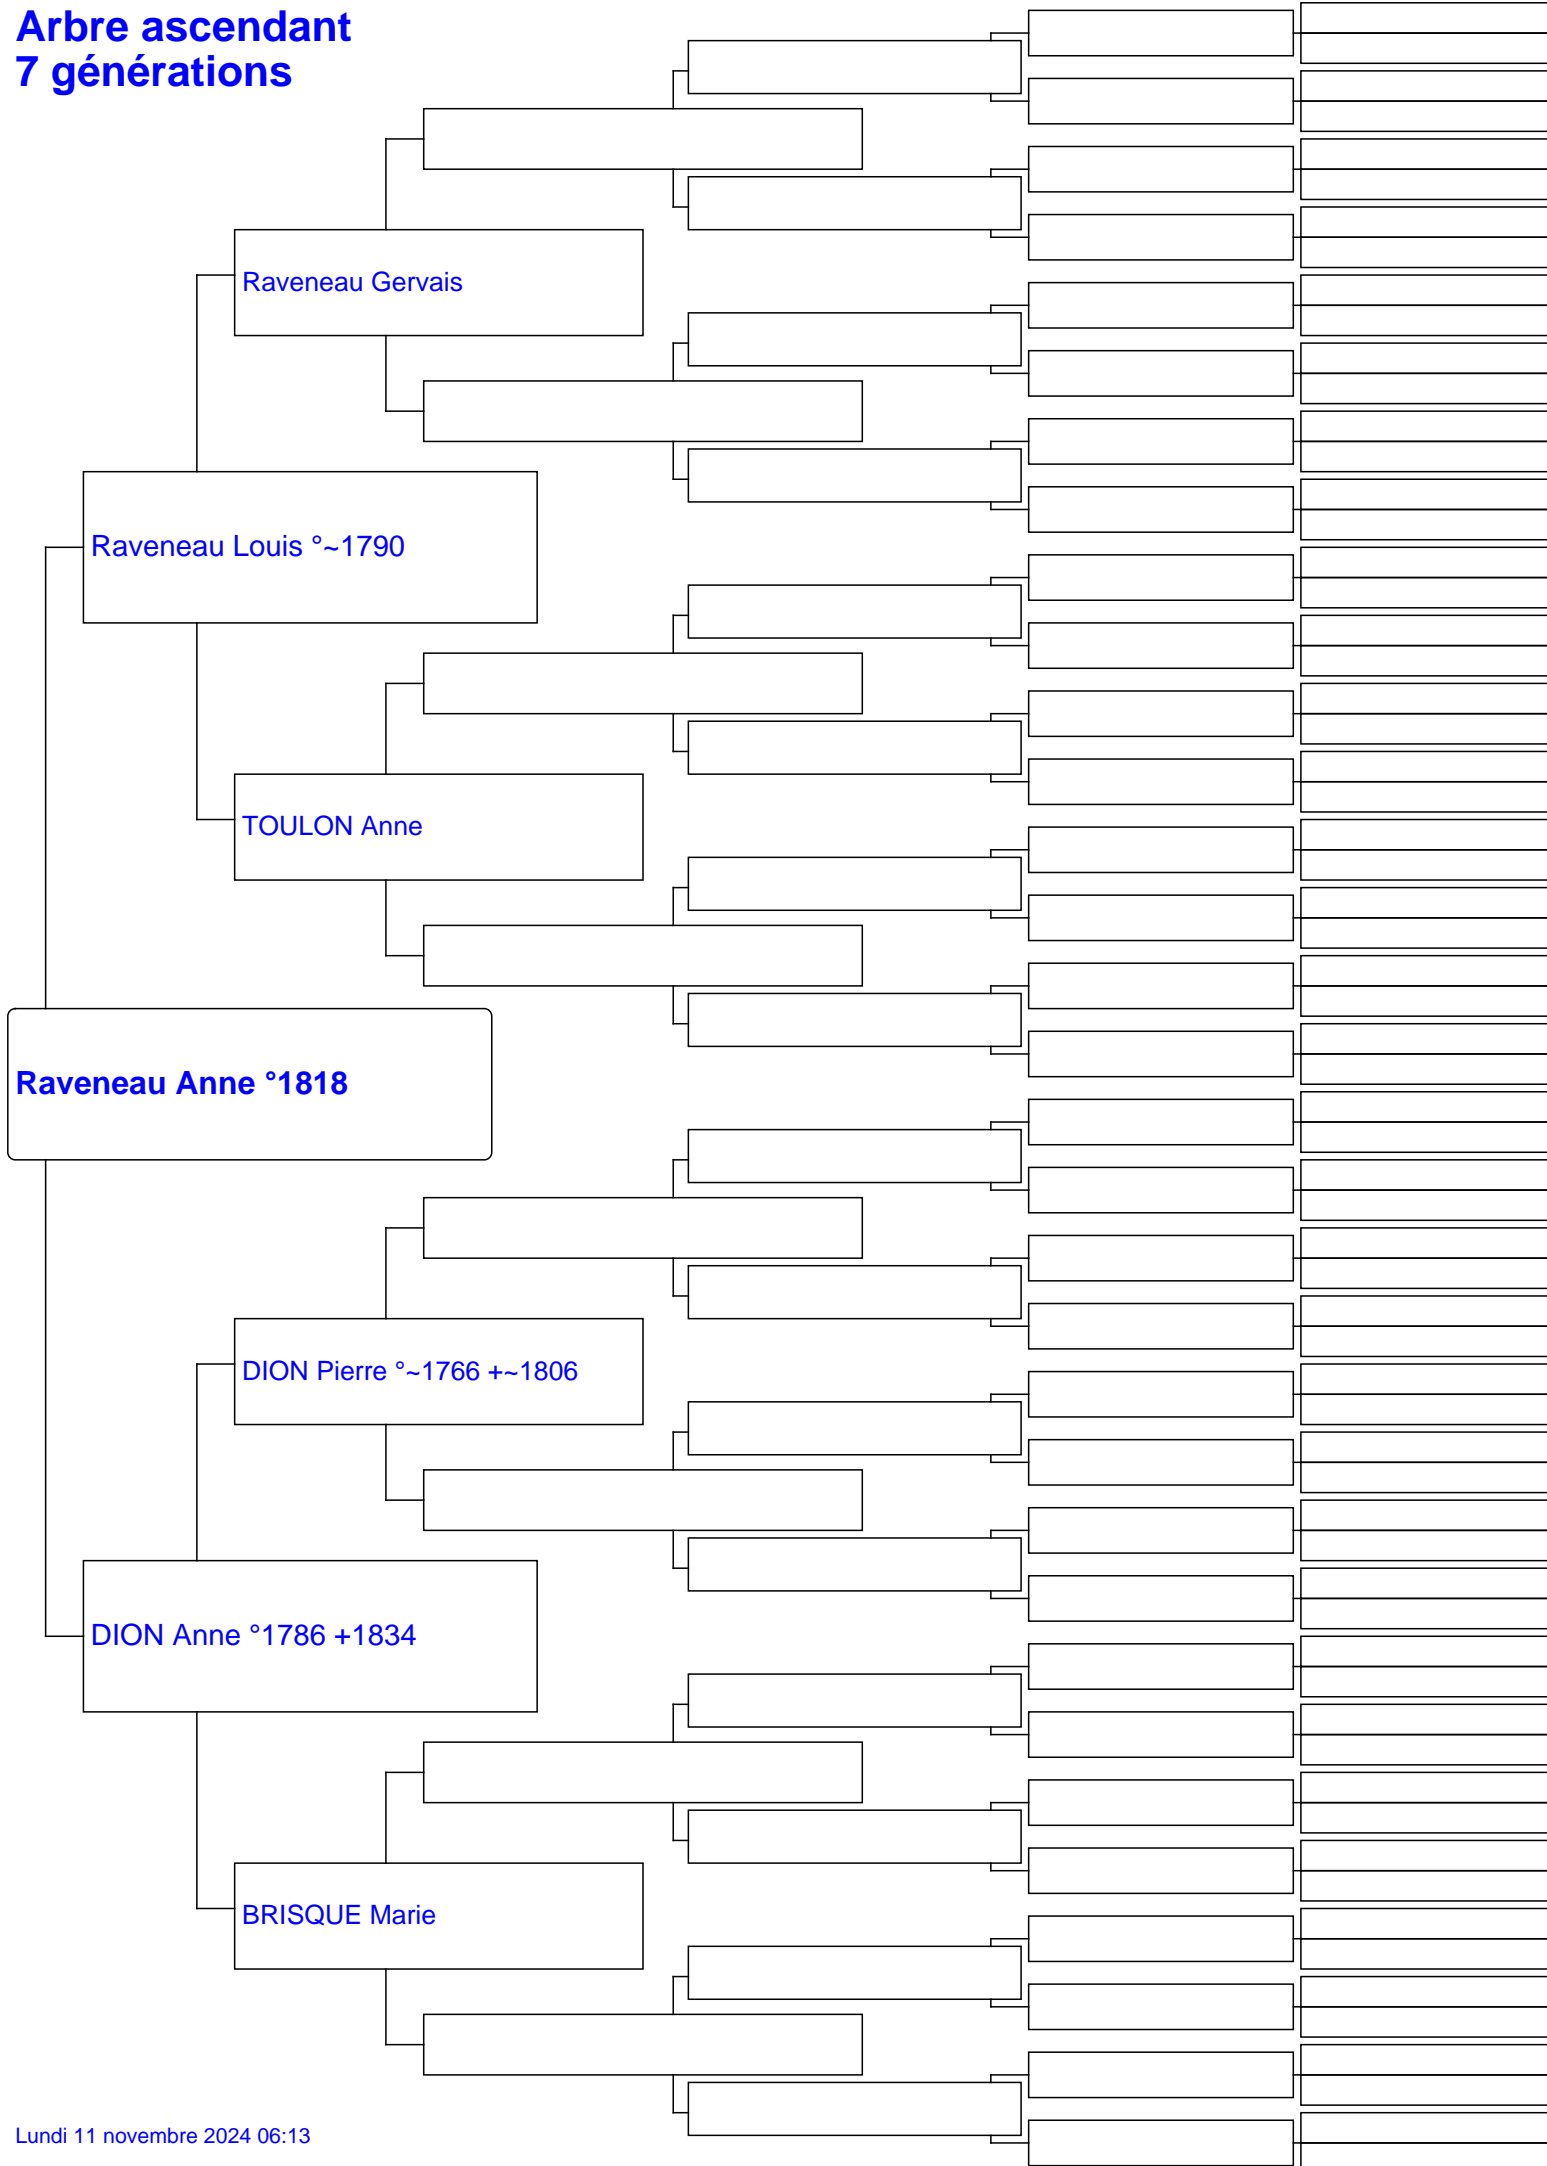 Arbre ascendant
7 générations
Raveneau Gervais
Raveneau Louis °~1790
TOULON Anne
Raveneau Anne °1818
DION Pierre °~1766 +~1806
DION Anne °1786 +1834
BRISQUE Marie
Lundi 11 novembre 2024 06:13